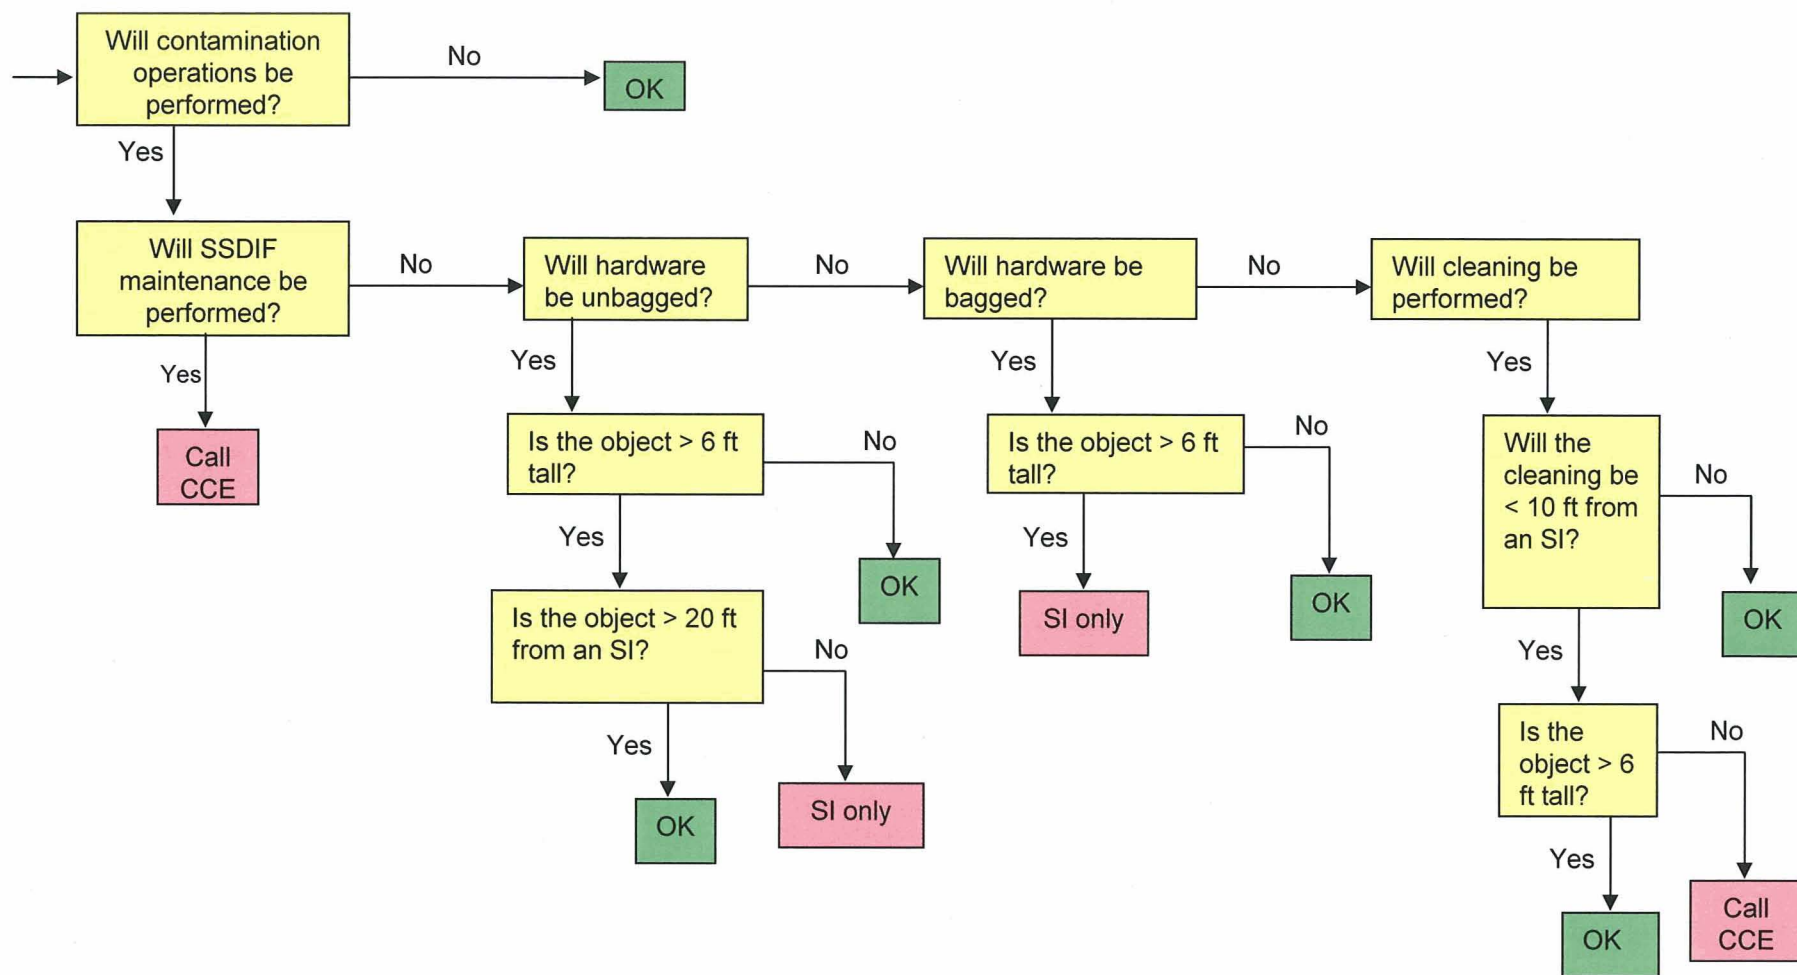 Will contamination
operations be
performed?
No
OK
Yes
Will SSDIF
maintenance be
performed?
No
Will hardware
be unbagged?
No
Will hardware be
bagged?
No
Will cleaning be
performed?
Yes
Call
CCE
Yes
Is the object > 6 ft
tall?
No
OK
Yes
Is the object > 20 ft
from an SI?
No
SI only
Yes
OK
Yes
Is the object > 6 ft
tall?
No
OK
Yes
SI only
Yes
Will the
cleaning be
< 10 ft from
an SI?
No
OK
Yes
Is the
object > 6
ft tall?
No
Call
CCE
Yes
OK